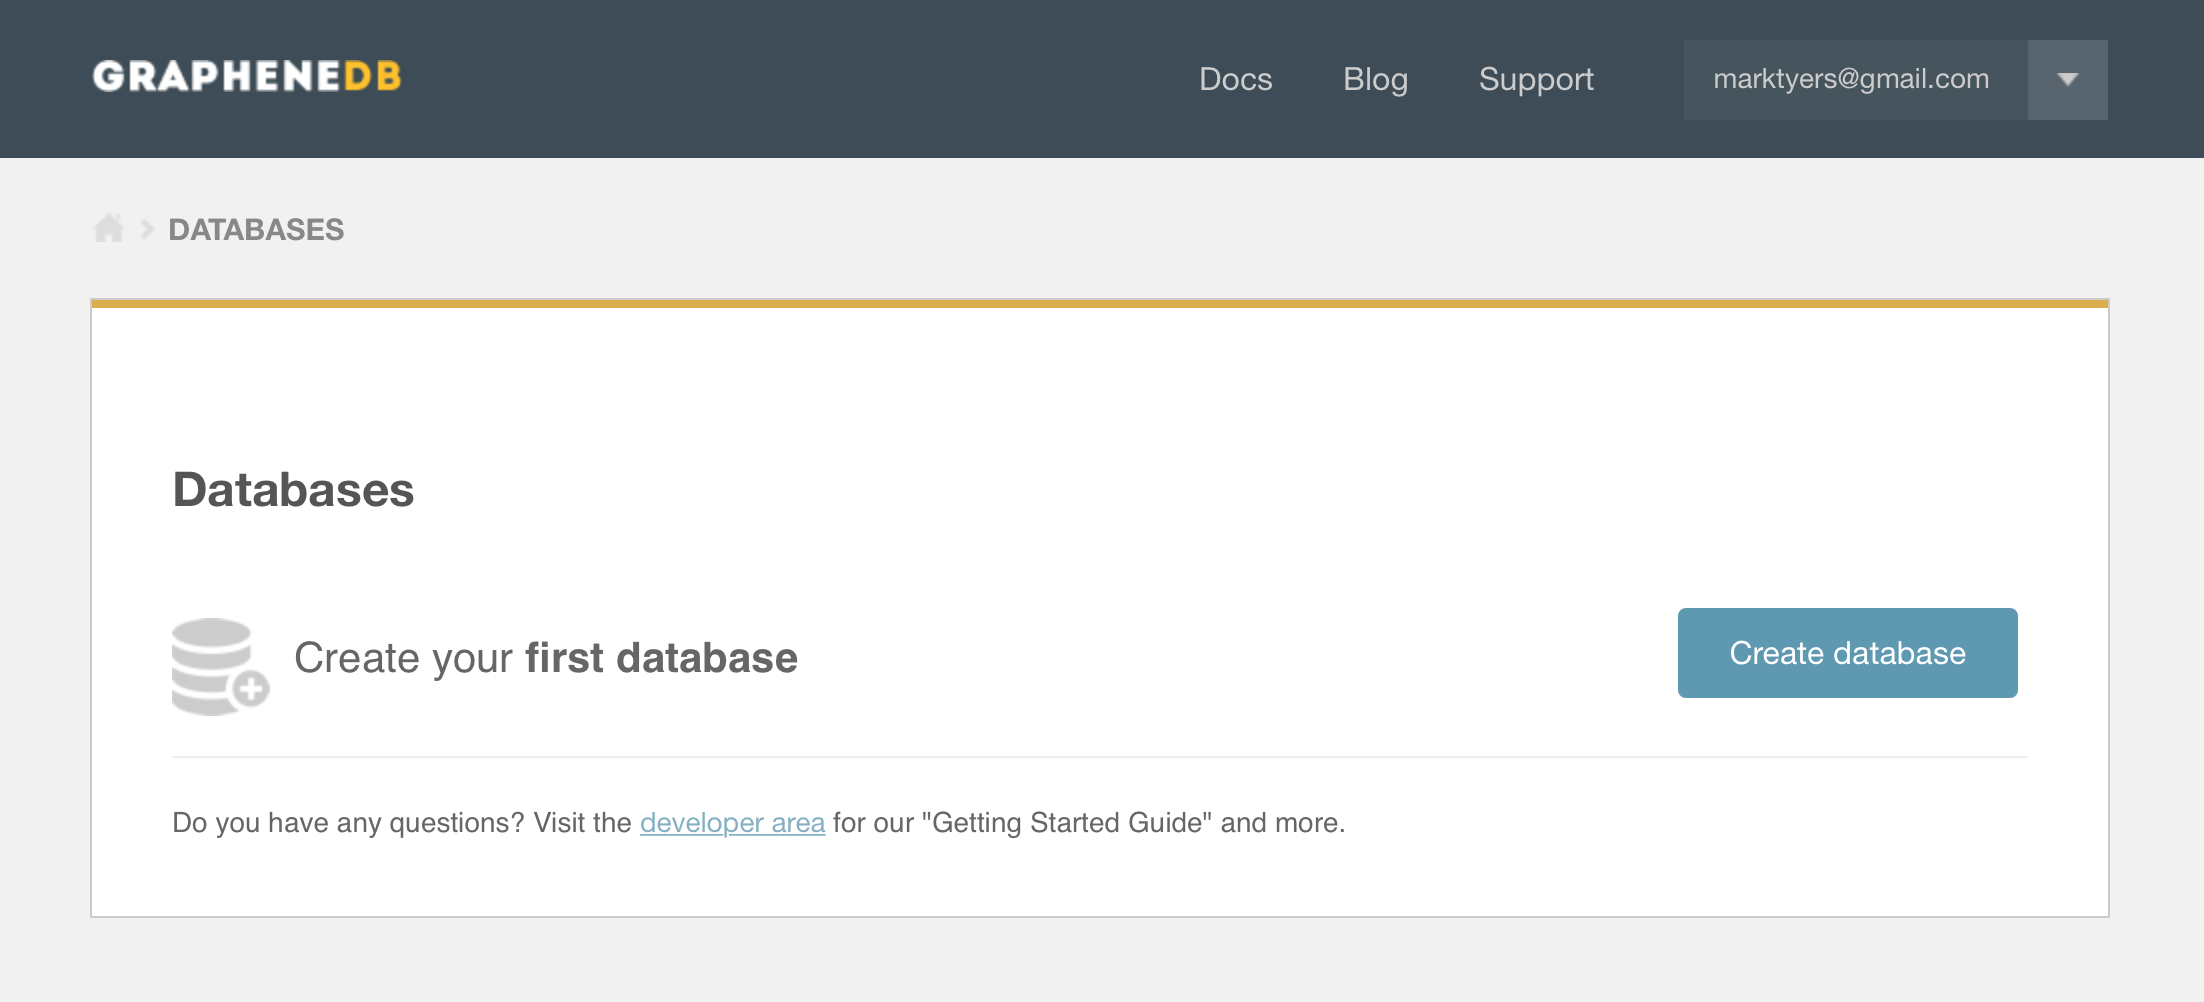 GRAPHENEDB
Docs Blog Support marktyers@gmail.com
DATABASES
Databases
Create your first database
Create database
Do you have any questions? Visit the developer area for our "Getting Started Guide" and more.